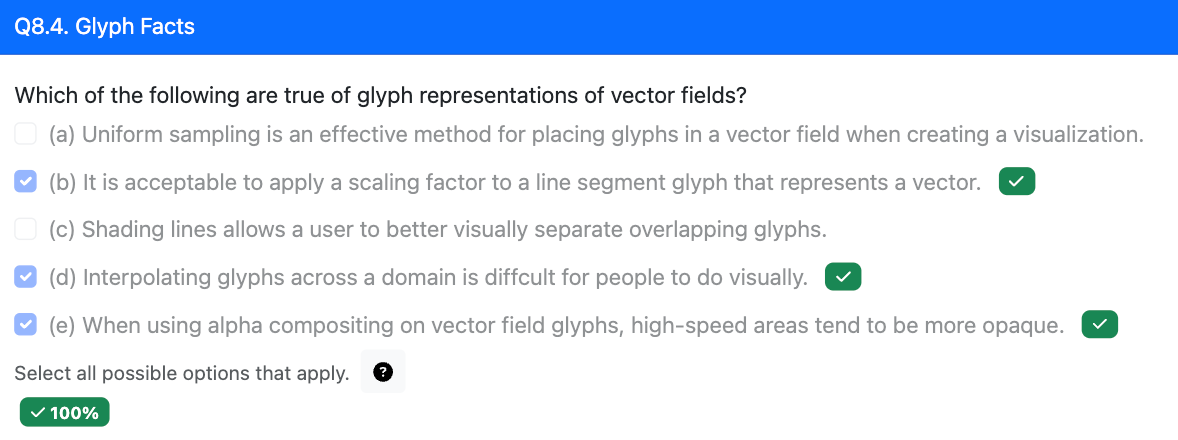 Q8.4. Glyph Facts
Which of the following are true of glyph representations of vector fields?
(a) Uniform sampling is an effective method for placing glyphs in a vector field when creating a visualization.
(b) It is acceptable to apply a scaling factor to a line segment glyph that represents a vector.
(c) Shading lines allows a user to better visually separate overlapping glyphs.
(d) Interpolating glyphs across a domain is diffcult for people to do visually.
(e) When using alpha compositing on vector field glyphs, high-speed areas tend to be more opaque.
Select all possible options that apply. ?
100%